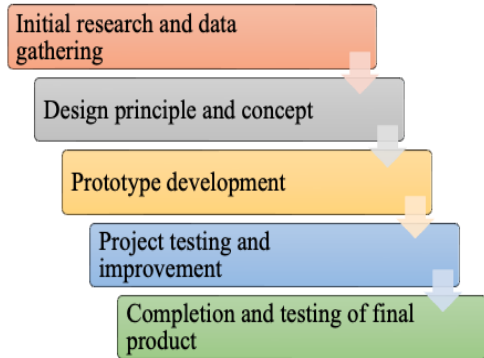 Initial research and data
gathering
Design principle and concept
Prototype development
Project testing and
improvement
Completion and testing of final
product